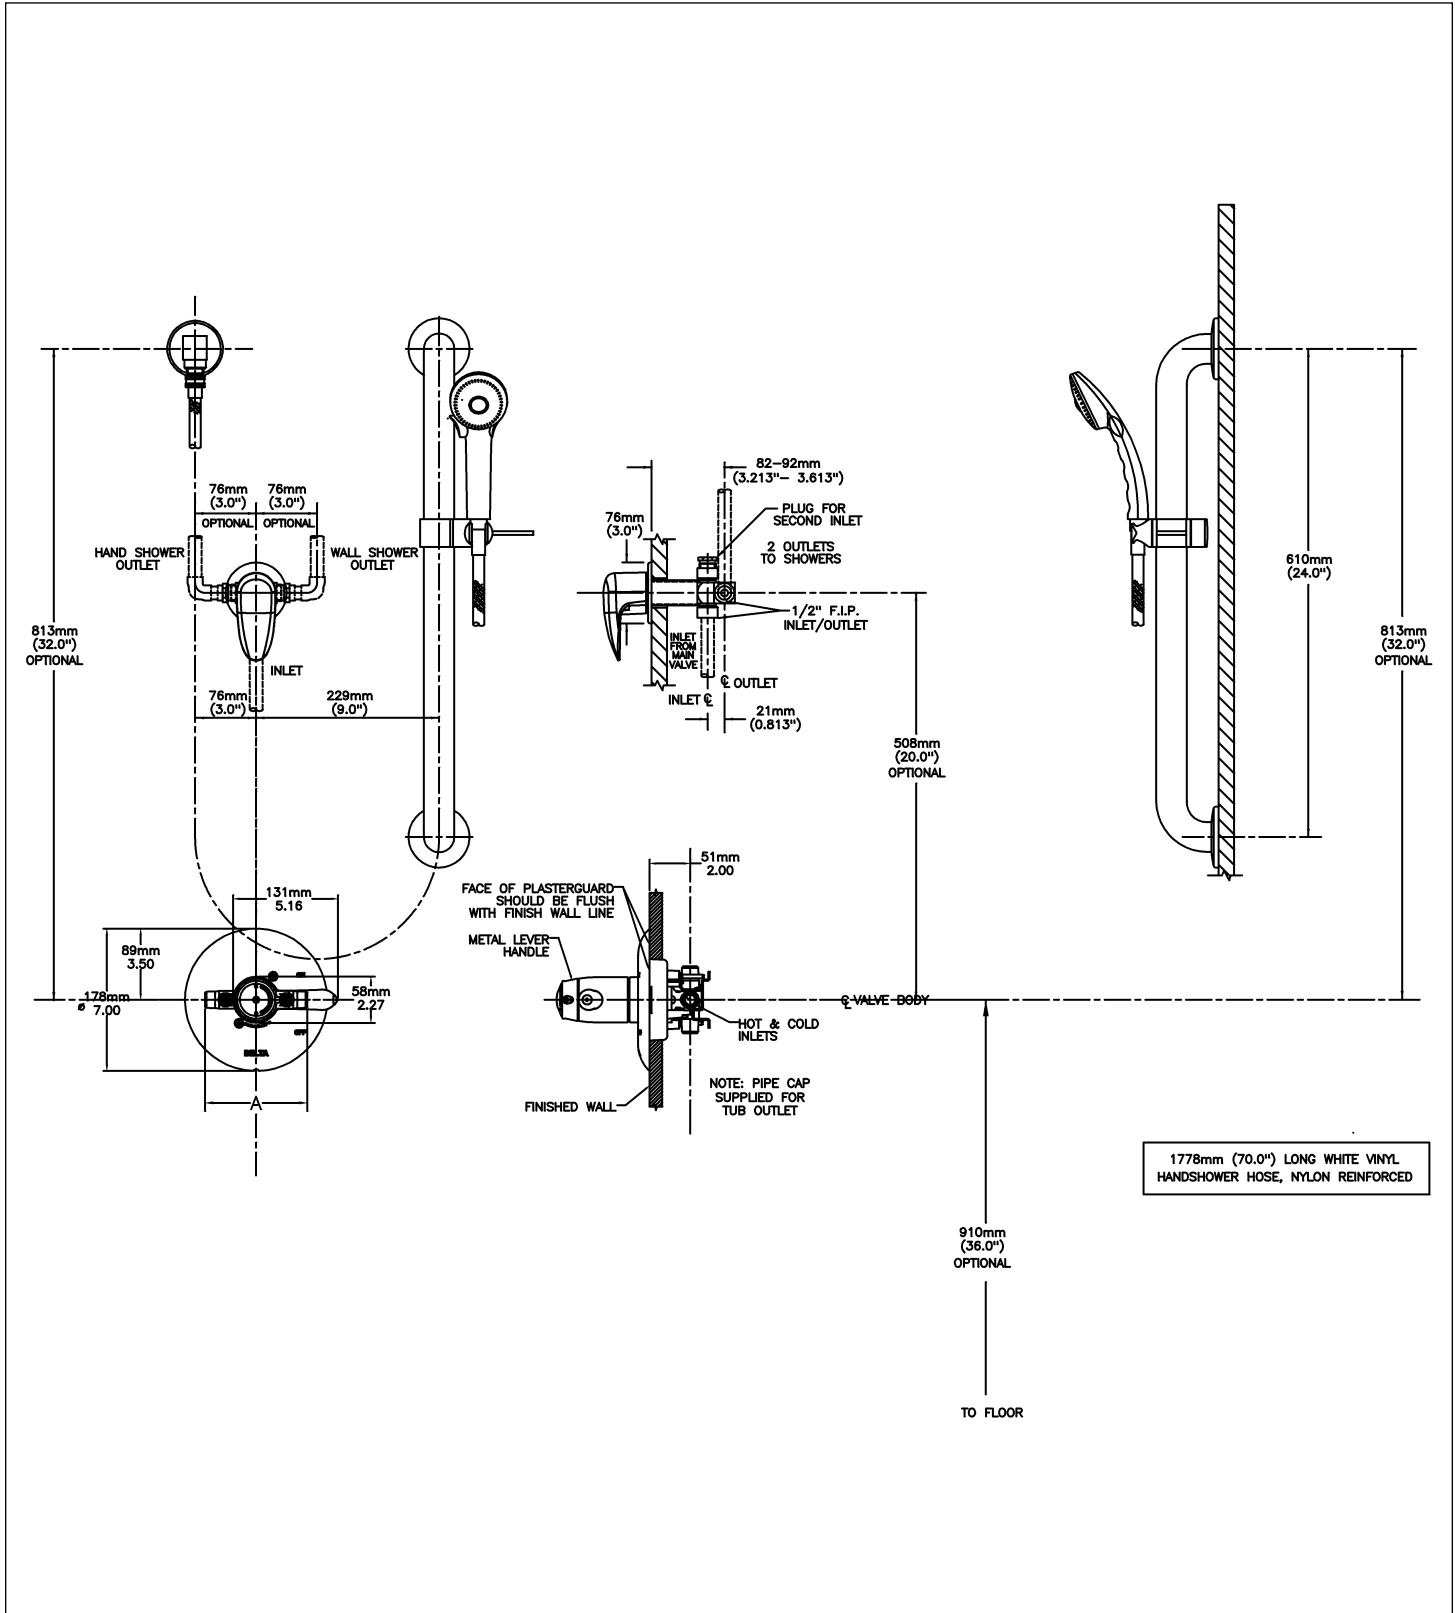 82–92mm
(3.213"– 3.613")
76mm
(3.0")
OPTIONAL
76mm
(3.0")
OPTIONAL
PLUG FOR
SECOND INLET
76mm
(3.0")
2 OUTLETS
TO SHOWERS
HAND SHOWER
OUTLET
WALL SHOWER
OUTLET
610mm
(24.0")
1/2" F.I.P.
INLET/OUTLET
813mm
(32.0")
OPTIONAL
INLET
FROM
MAIN
VALVE
813mm
(32.0")
OPTIONAL
INLET
℄ OUTLET
INLET ℄
76mm
(3.0")
229mm
(9.0")
21mm
(0.813")
508mm
(20.0")
OPTIONAL
51mm
2.00
131mm
5.16
FACE OF PLASTERGUARD
SHOULD BE FLUSH
WITH FINISH WALL LINE
METAL LEVER
HANDLE
89mm
3.50
ON
58mm
2.27
ø 178mm
7.00
℄ VALVE BODY
HOT & COLD
INLETS
OFF
DELTA
NOTE: PIPE CAP
SUPPLIED FOR
TUB OUTLET
A
FINISHED WALL
1778mm (70.0") LONG WHITE VINYL
HANDSHOWER HOSE, NYLON REINFORCED
910mm
(36.0")
OPTIONAL
TO FLOOR